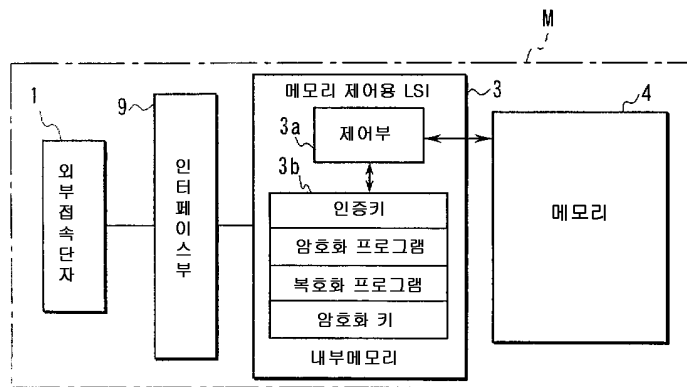 M
1
외부접속단자
9
인터페이스부
메모리 제어용 LSI
3
3a
제어부
3b
인증키
암호화 프로그램
복호화 프로그램
암호화 키
내부메모리
4
메모리